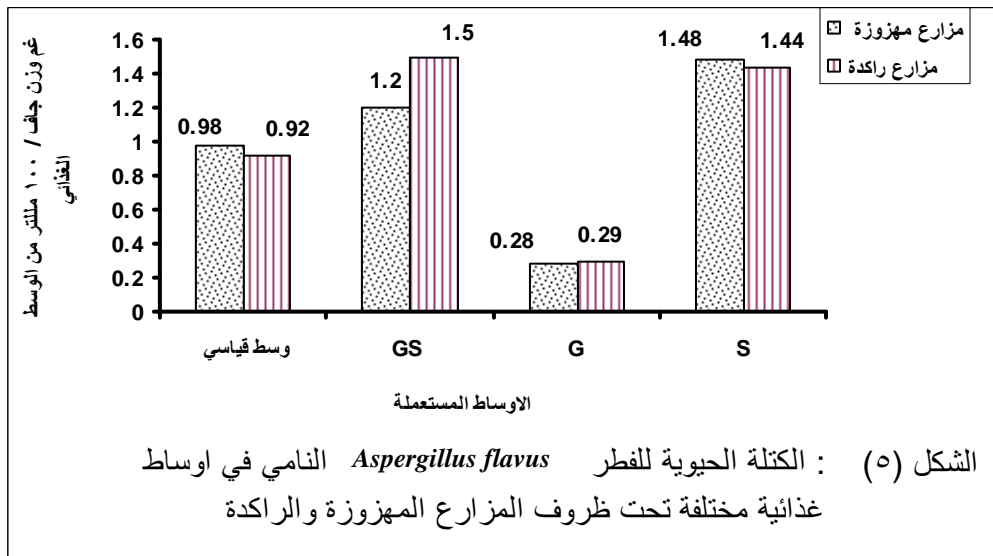 مزارع مهزوزة
مزارع راكدة
غم وزن جاف / ١٠٠ مللتر من الوسط
الغذائي
1.6
1.4
1.2
1
0.8
0.6
0.4
0.2
0
0.98
0.92
1.2
1.5
0.28
0.29
1.48
1.44
وسط قياسي
GS
G
S
الاوساط المستعملة
الشكل (٥) : الكتلة الحيوية للفطر Aspergillus flavus النامي في اوساط
غذائية مختلفة تحت ظروف المزارع المهزوزة والراكدة